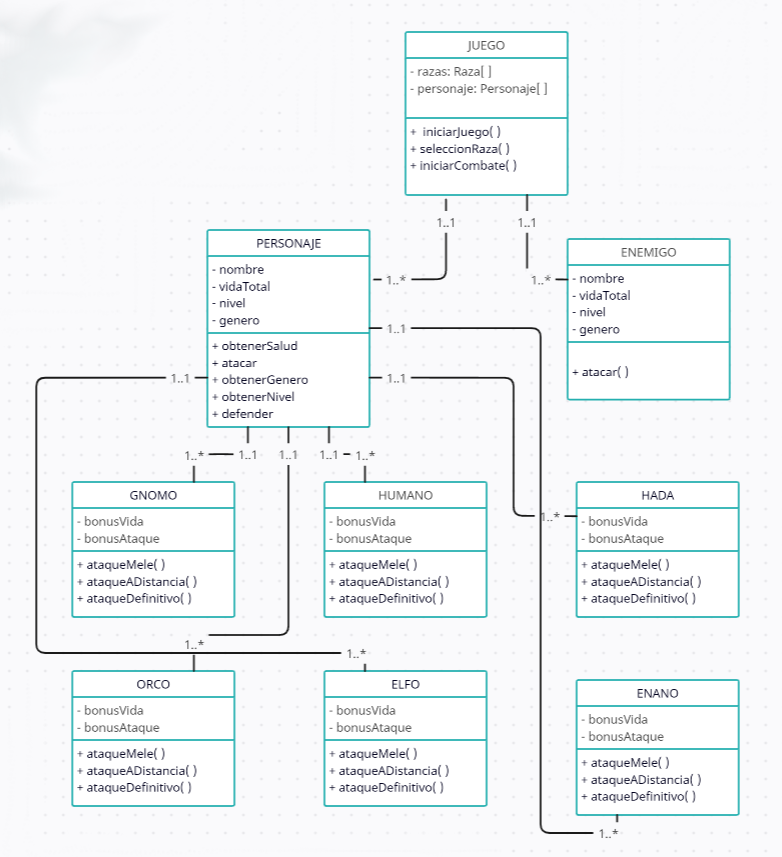 JUEGO
- razas: Raza[ ]
- personaje: Personaje[ ]
+ iniciarJuego( )
+ seleccionRaza( )
+ iniciarCombate( )
1..1
1..1
PERSONAJE
- nombre
- vidaTotal
- nivel
- genero
+ obtenerSalud
+ atacar
+ obtenerGenero
+ obtenerNivel
+ defender
1..*
1..*
ENEMIGO
- nombre
- vidaTotal
- nivel
- genero
+ atacar( )
1..1
1..1
1..1
1..*
1..1
1..1
1..1
1..*
GNOMO
- bonusVida
- bonusAtaque
+ ataqueMele( )
+ ataqueADistancia( )
+ ataqueDefinitivo( )
HUMANO
- bonusVida
- bonusAtaque
+ ataqueMele( )
+ ataqueADistancia( )
+ ataqueDefinitivo( )
1..*
HADA
- bonusVida
- bonusAtaque
+ ataqueMele( )
+ ataqueADistancia( )
+ ataqueDefinitivo( )
1..*
1..*
ORCO
- bonusVida
- bonusAtaque
+ ataqueMele( )
+ ataqueADistancia( )
+ ataqueDefinitivo( )
ELFO
- bonusVida
- bonusAtaque
+ ataqueMele( )
+ ataqueADistancia( )
+ ataqueDefinitivo( )
ENANO
- bonusVida
- bonusAtaque
+ ataqueMele( )
+ ataqueADistancia( )
+ ataqueDefinitivo( )
1..*